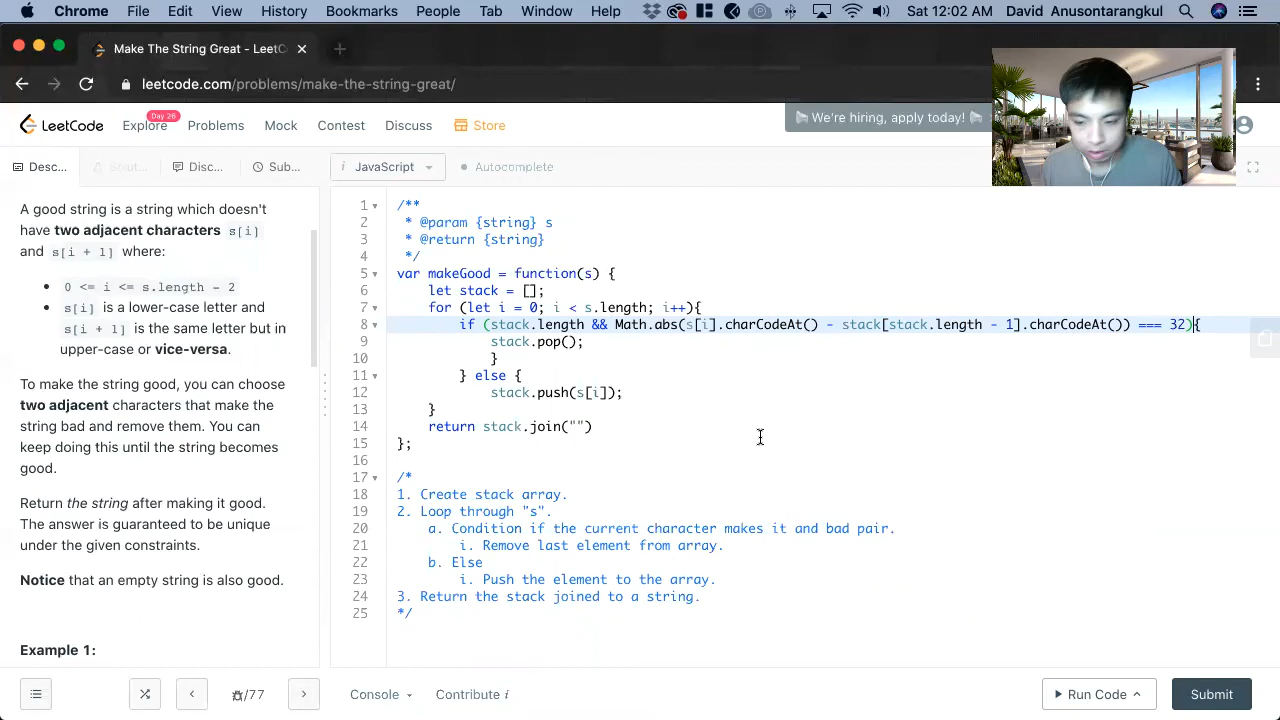 Chrome File Edit View History Bookmarks People Tab Window Help Sat 12:02 AM David Anusontarangkul
Make The String Great - LeetC
leetcode.com/problems/make-the-string-great/
LeetCode Explore Day 26 Problems Mock Contest Discuss Store We're hiring, apply today!
Desc... Disc... Sub... i JavaScript Autocomplete
A good string is a string which doesn't
have two adjacent characters s[i]
and s[i + 1] where:
0 <= i <= s.length - 2
s[i] is a lower-case letter and
s[i + 1] is the same letter but in
upper-case or vice-versa.
To make the string good, you can choose
two adjacent characters that make the
string bad and remove them. You can
keep doing this until the string becomes
good.
Return the string after making it good.
The answer is guaranteed to be unique
under the given constraints.
Notice that an empty string is also good.
Example 1:
1 /**
2 * @param {string} s
3 * @return {string}
4 */
5 var makeGood = function(s) {
6 let stack = [];
7 for (let i = 0; i < s.length; i++){
8 if (stack.length && Math.abs(s[i].charCodeAt() - stack[stack.length - 1].charCodeAt()) === 32){
9 stack.pop();
10 }
11 } else {
12 stack.push(s[i]);
13 }
14 return stack.join("")
15 };
16
17 /*
18 1. Create stack array.
19 2. Loop through "s".
20 a. Condition if the current character makes it and bad pair.
21 i. Remove last element from array.
22 b. Else
23 i. Push the element to the array.
24 3. Return the stack joined to a string.
25 */
/77 Console Contribute i Run Code Submit